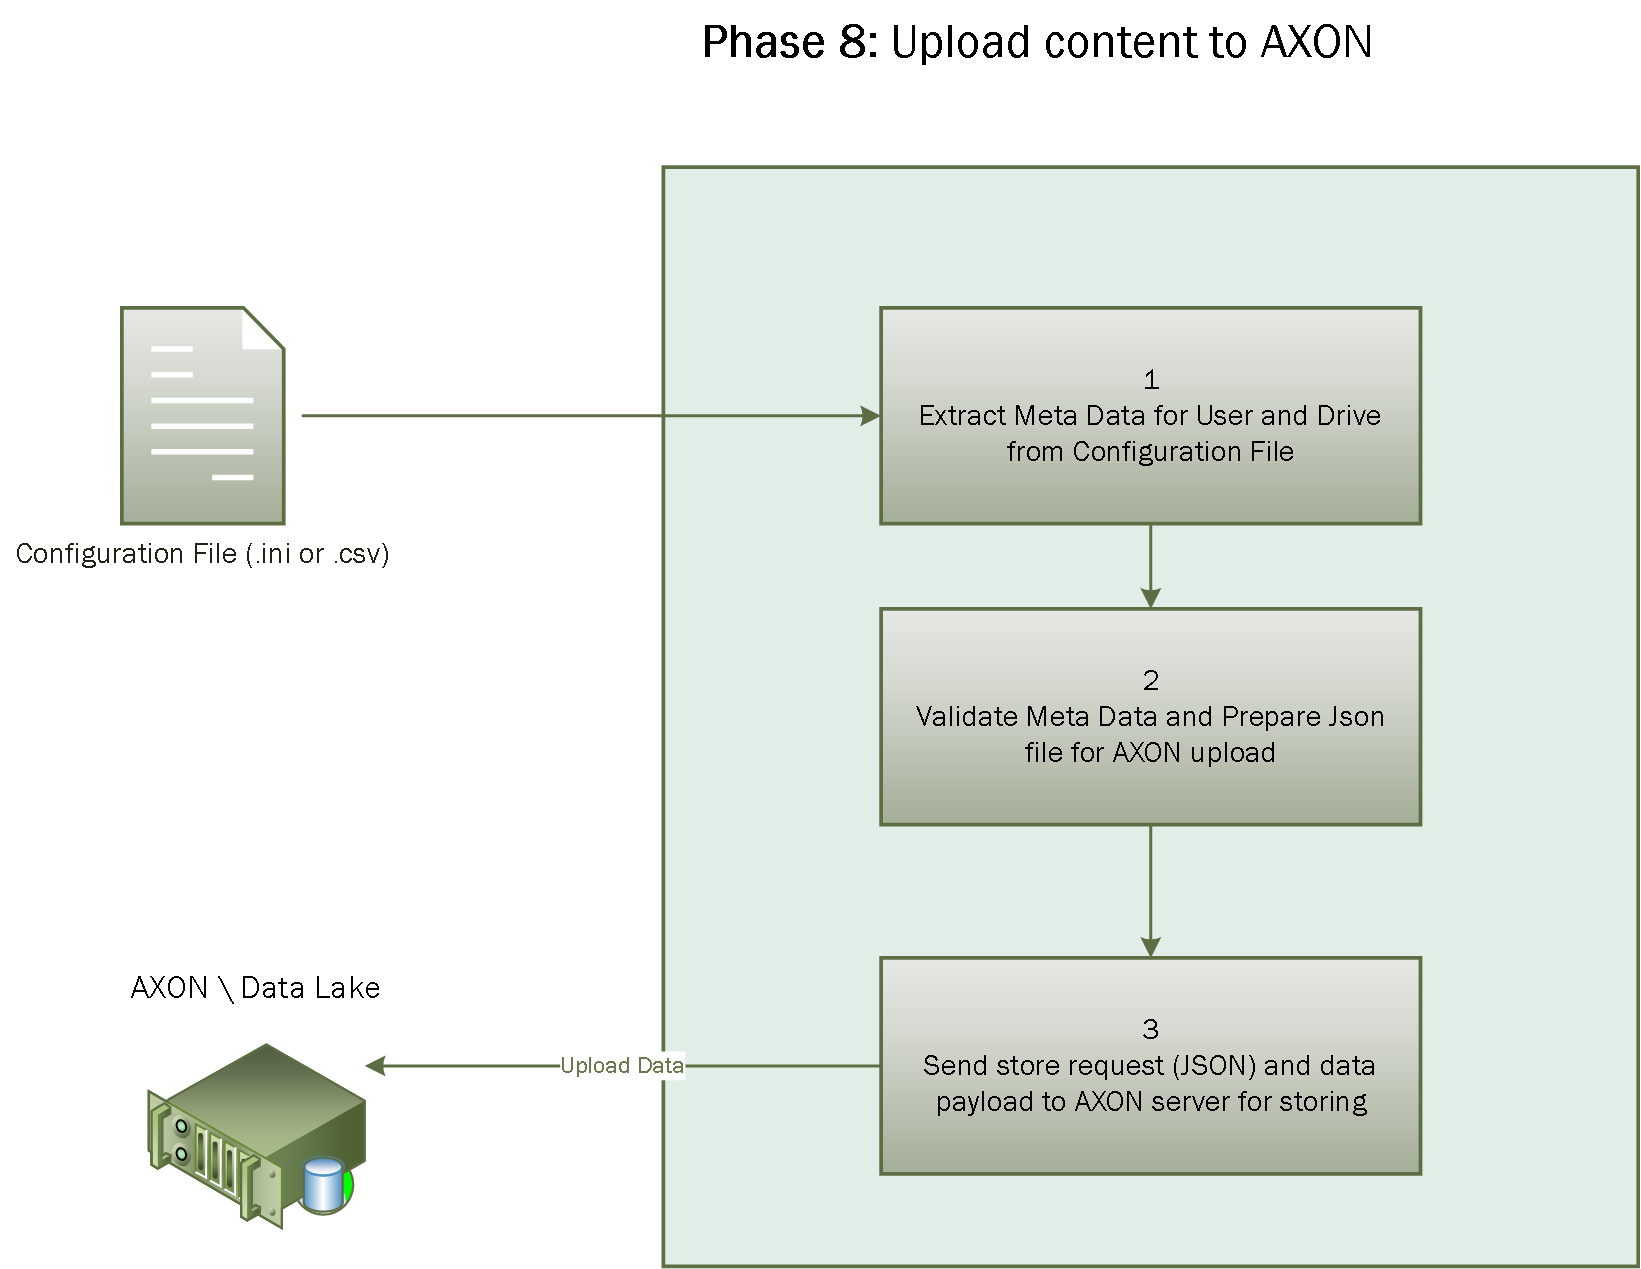 Phase 8: Upload content to AXON
1
Extract Meta Data for User and Drive
from Configuration File
Configuration File (.ini or .csv)
2
Validate Meta Data and Prepare Json
file for AXON upload
AXON \ Data Lake
3
Send store request (JSON) and data
payload to AXON server for storing
Upload Data